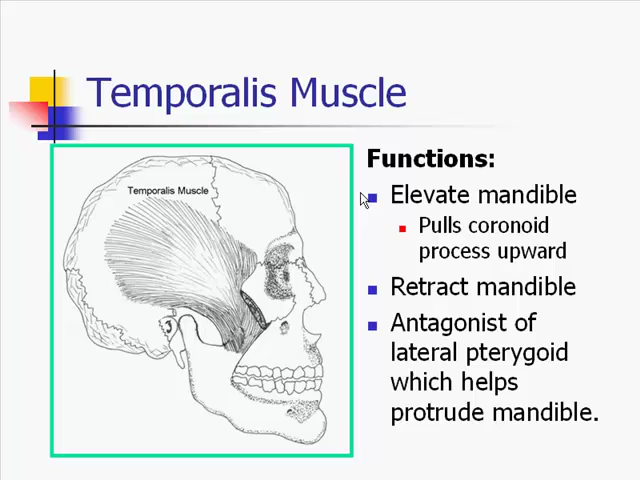 Temporalis Muscle
Temporalis Muscle
Functions:
Elevate mandible
Pulls coronoid
process upward
Retract mandible
Antagonist of
lateral pterygoid
which helps
protrude mandible.